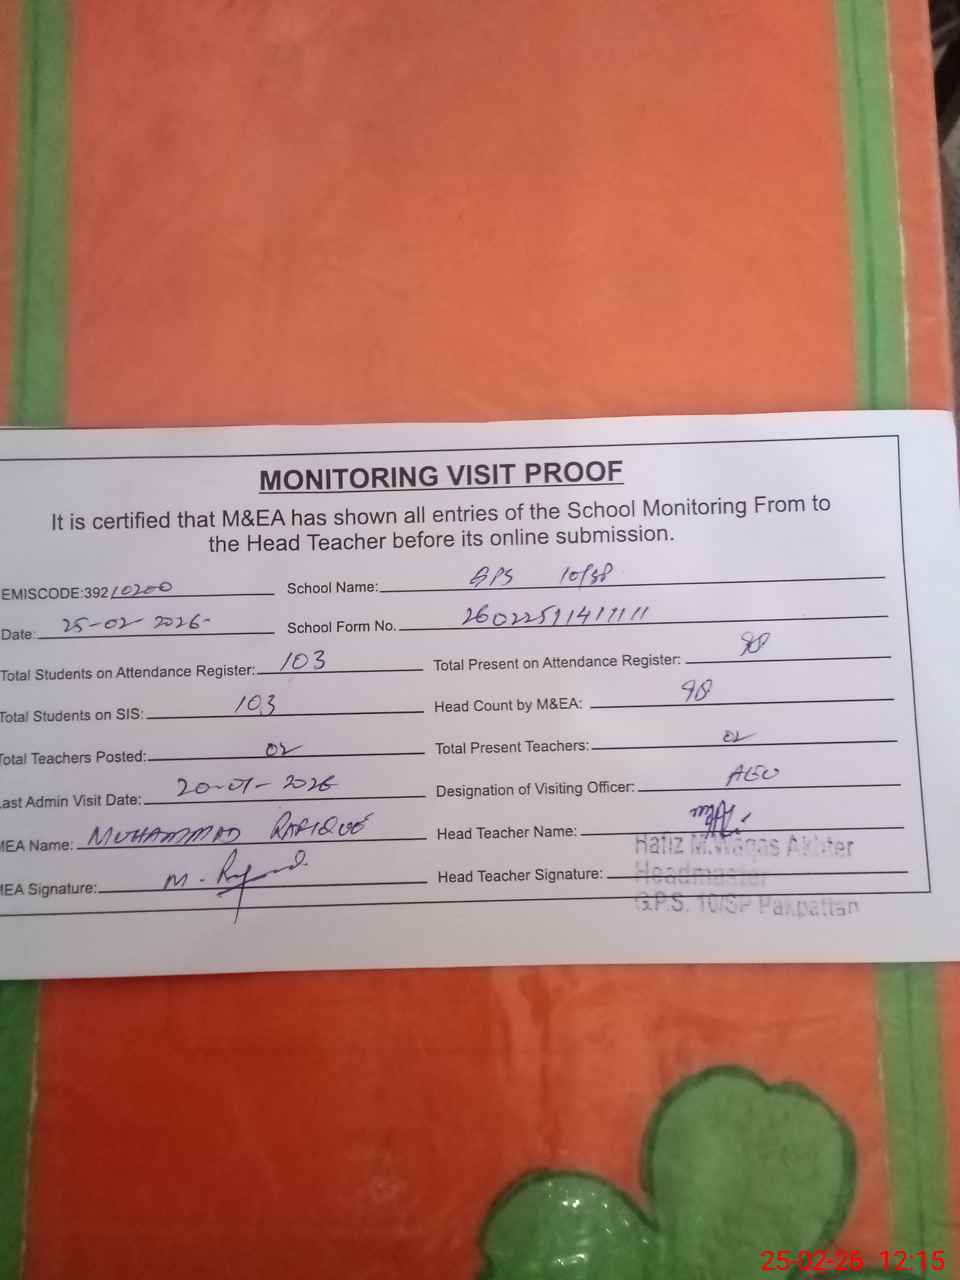 MONITORING VISIT PROOF
It is certified that M&EA has shown all entries of the School Monitoring From to
the Head Teacher before its online submission.
EMISCODE:392 10200 School Name: GPS 10/SP
Date: 25-02-2026 School Form No. 26022591411111
Total Students on Attendance Register: 103 Total Present on Attendance Register: 98
Total Students on SIS: 103 Head Count by M&EA: 98
Total Teachers Posted: 02 Total Present Teachers: 02
Last Admin Visit Date: 20-01-2026 Designation of Visiting Officer: AEO
MEA Name: MUHAMMAD RAFIQUE Head Teacher Name:
MEA Signature: Head Teacher Signature:
Hafiz M.Waqas Akhter
Headmaster
G.P.S. 10/SP Pakpattan
25-02-26 12:15